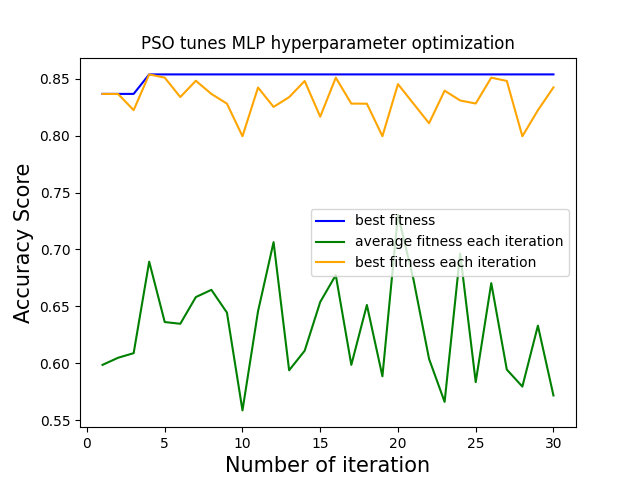 PSO tunes MLP hyperparameter optimization
Accuracy Score
0.85
0.80
0.75
0.70
0.65
0.60
0.55
best fitness
average fitness each iteration
best fitness each iteration
0 5 10 15 20 25 30
Number of iteration